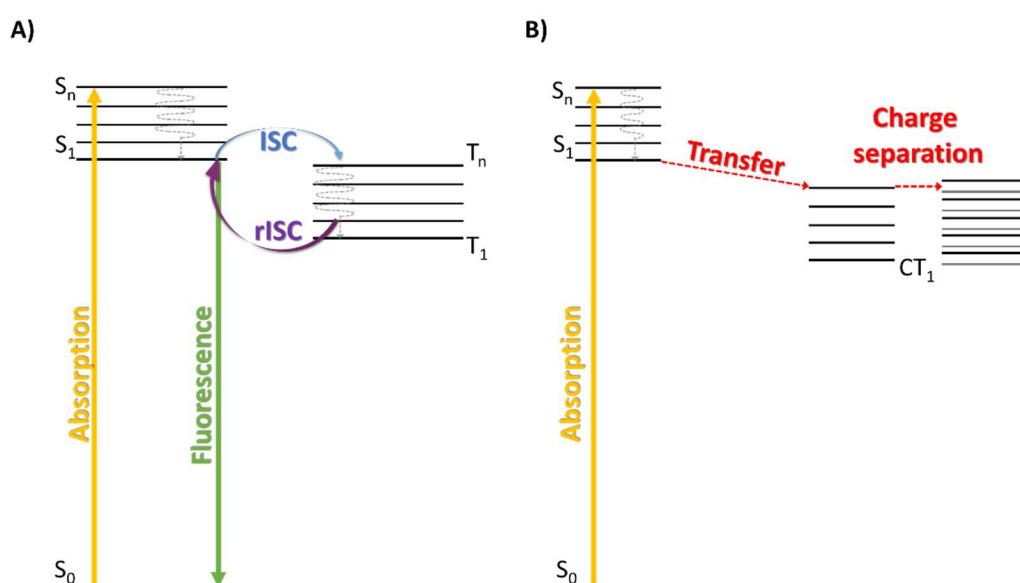 A)
Sₙ
S₁
ISC
Tₙ
rISC
T₁
Absorption
Fluorescence
S₀
B)
Sₙ
S₁
Transfer
Charge
separation
CT₁
Absorption
S₀